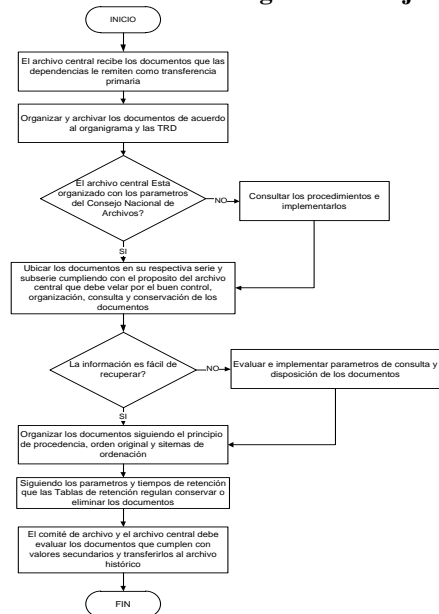 INICIO
El archivo central recibe los documentos que las
dependencias le remiten como transferencia
primaria
Organizar y archivar los documentos de acuerdo
al organigrama y las TRD
El archivo central Esta
organizado con los parametros
del Consejo Nacional de
Archivos?
NO
Consultar los procedimientos e
implementarlos
SI
Ubicar los documentos en su respectiva serie y
subserie cumpliendo con el proposito del archivo
central que debe velar por el buen control,
organización, consulta y conservación de los
documentos
La información es fácil de
recuperar?
NO
Evaluar e implementar parametros de consulta y
disposición de los documentos
SI
Organizar los documentos siguiendo el principio
de procedencia, orden original y sitemas de
ordenación
Siguiendo los parametros y tiempos de retención
que las Tablas de retención regulan conservar o
eliminar los documentos
El comité de archivo y el archivo central debe
evaluar los documentos que cumplen con
valores secundarios y transferirlos al archivo
histórico
FIN